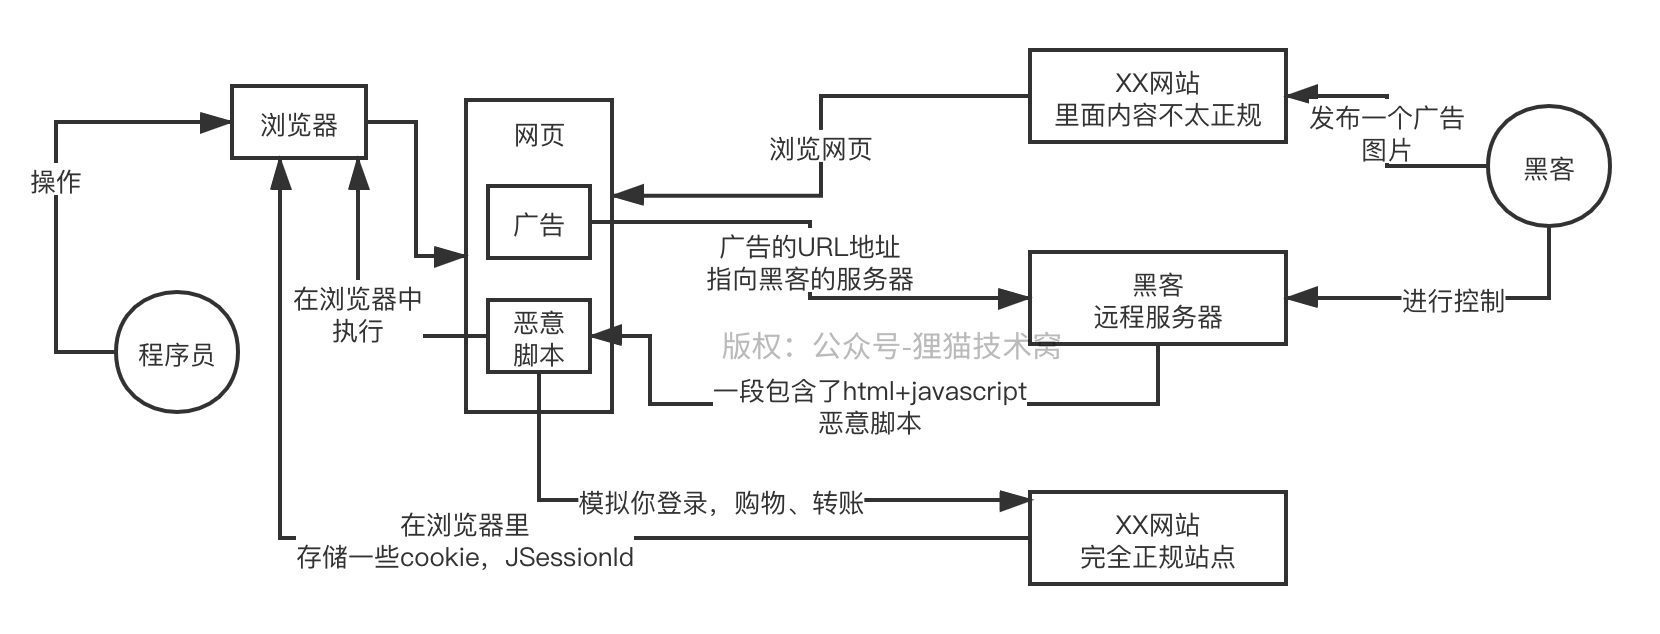 XX网站
里面内容不太正规
发布一个广告
图片
黑客
浏览器
网页
浏览网页
操作
广告
广告的URL地址
指向黑客的服务器
黑客
远程服务器
进行控制
在浏览器中
执行
恶意
脚本
程序员
版权：公众号-狸猫技术窝
一段包含了html+javascript
恶意脚本
模拟你登录，购物、转账
在浏览器里
存储一些cookie，JSessionId
XX网站
完全正规站点